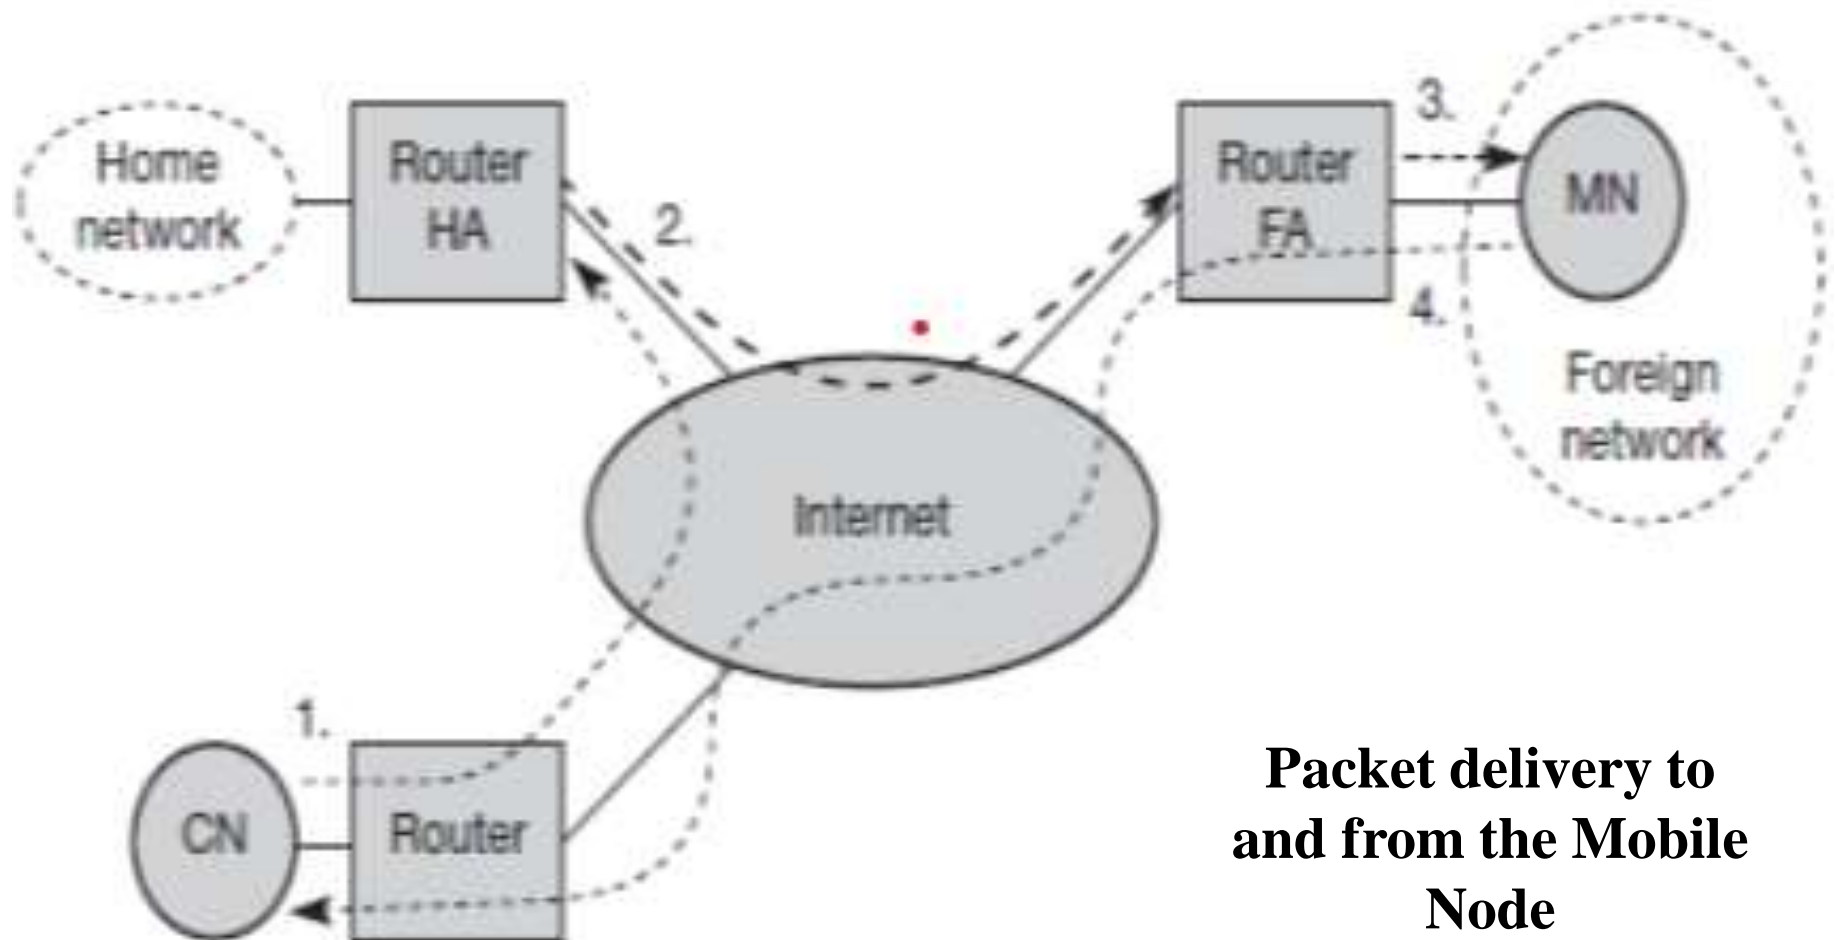 Home
network
Router
HA
2.
Router
FA
3.
MN
4.
Foreign
network
Internet
1.
CN
Router
Packet delivery to
and from the Mobile
Node